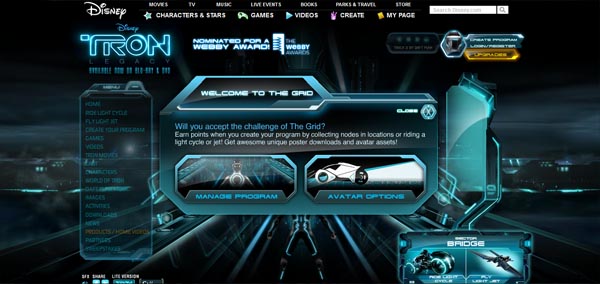 Disney
MOVIES TV MUSIC LIVE EVENTS BOOKS PARKS & TRAVEL STORE
CHARACTERS & STARS GAMES VIDEOS CREATE MY PAGE
Search Disney.com
Disney
TRON
LEGACY
AVAILABLE NOW ON BLU-RAY & DVD
NOMINATED FOR A
WEBBY AWARD!
THE
WEBBY
AWARDS
CREATE PROGRAM
LOGIN/REGISTER
UPGRADES
MENU
HOME
RIDE LIGHT CYCLE
FLY LIGHT JET
CREATE YOUR PROGRAM
GAMES
VIDEOS
TRON MOVIES
CHARACTERS
WORLD OF TRON
IMAGES
ACTIVITIES
DOWNLOADS
NEWS
PRODUCTS / HOME VIDEOS
PARTNERS
SWEEPSTAKES
WELCOME TO THE GRID
CLOSE X
Will you accept the challenge of The Grid?
Earn points when you create your program by collecting nodes in locations or riding a
light cycle or jet! Get awesome unique poster downloads and avatar assets!
MANAGE PROGRAM
AVATAR OPTIONS
SECTOR
BRIDGE
RIDE LIGHT
CYCLE
FLY
LIGHT JET
SFX SHARE LITE VERSION